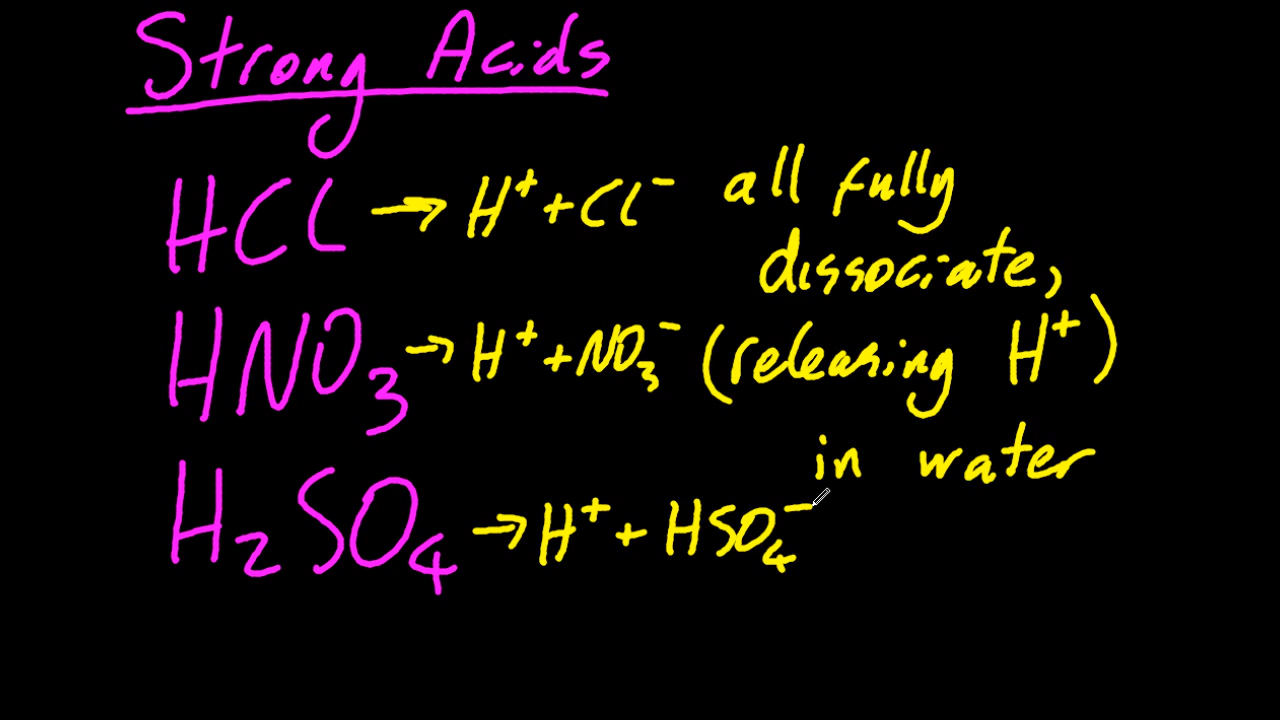 Strong Acids
HCl → H⁺ + Cl⁻ all fully
dissociate,
HNO₃ → H⁺ + NO₃⁻ (releasing H⁺)
in water
H₂SO₄ → H⁺ + HSO₄⁻